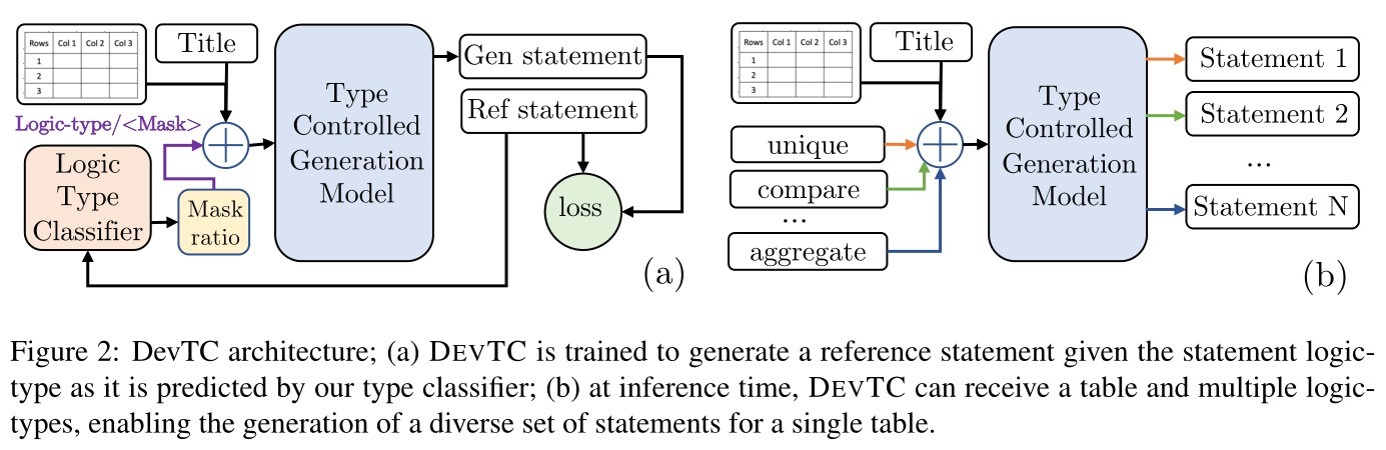 Rows Col 1 Col 2 Col 3
1
2
3
Title
Logic-type/<Mask>
Logic
Type
Classifier
Mask
ratio
Type
Controlled
Generation
Model
Gen statement
Ref statement
loss
(a)
Rows Col 1 Col 2 Col 3
1
2
3
Title
unique
compare
...
aggregate
Type
Controlled
Generation
Model
Statement 1
Statement 2
...
Statement N
(b)
Figure 2: DevTC architecture; (a) DEVTC is trained to generate a reference statement given the statement logic-
type as it is predicted by our type classifier; (b) at inference time, DEVTC can receive a table and multiple logic-
types, enabling the generation of a diverse set of statements for a single table.